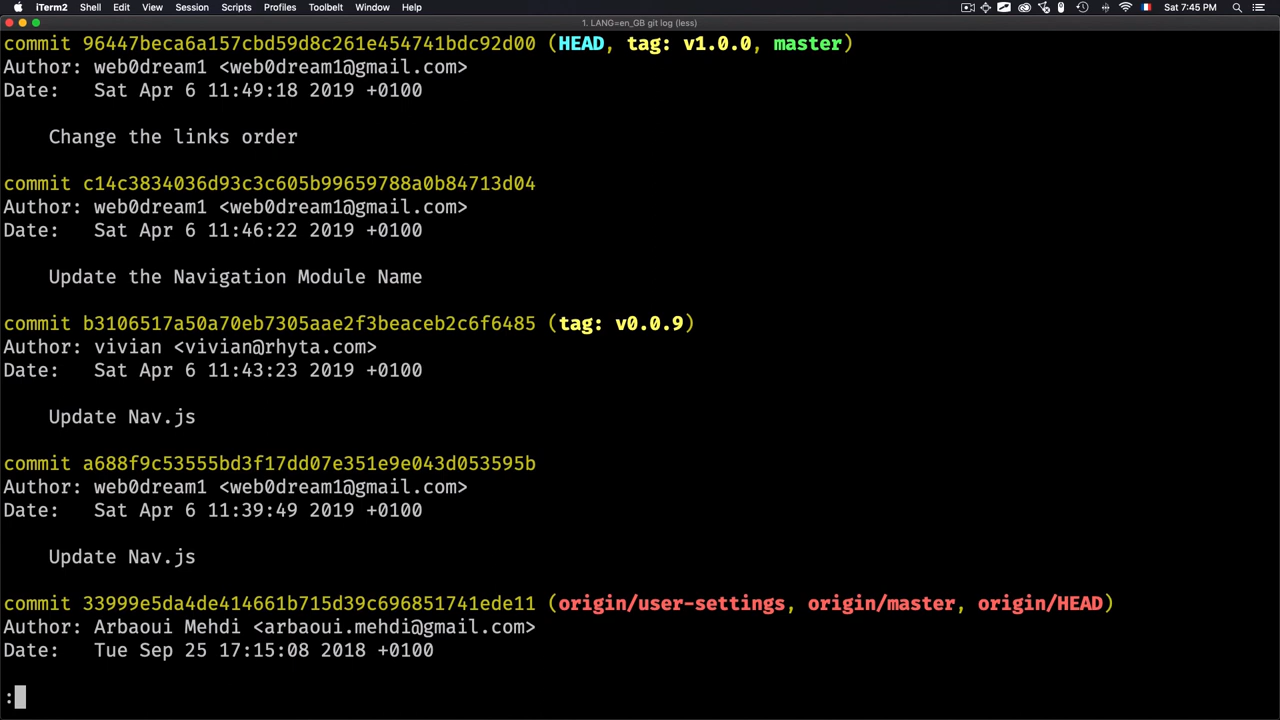 iTerm2 Shell Edit View Session Scripts Profiles Toolbelt Window Help Sat 7:45 PM
1. LANG=en_GB git log (less)
commit 96447beca6a157cbd59d8c261e454741bdc92d00 (HEAD, tag: v1.0.0, master)
Author: web0dream1 <web0dream1@gmail.com>
Date:   Sat Apr 6 11:49:18 2019 +0100
Change the links order
commit c14c3834036d93c3c605b99659788a0b84713d04
Author: web0dream1 <web0dream1@gmail.com>
Date:   Sat Apr 6 11:46:22 2019 +0100
Update the Navigation Module Name
commit b3106517a50a70eb7305aae2f3beaceb2c6f6485 (tag: v0.0.9)
Author: vivian <vivian@rhyta.com>
Date:   Sat Apr 6 11:43:23 2019 +0100
Update Nav.js
commit a688f9c53555bd3f17dd07e351e9e043d053595b
Author: web0dream1 <web0dream1@gmail.com>
Date:   Sat Apr 6 11:39:49 2019 +0100
Update Nav.js
commit 33999e5da4de414661b715d39c696851741ede11 (origin/user-settings, origin/master, origin/HEAD)
Author: Arbaoui Mehdi <arbaoui.mehdi@gmail.com>
Date:   Tue Sep 25 17:15:08 2018 +0100
: